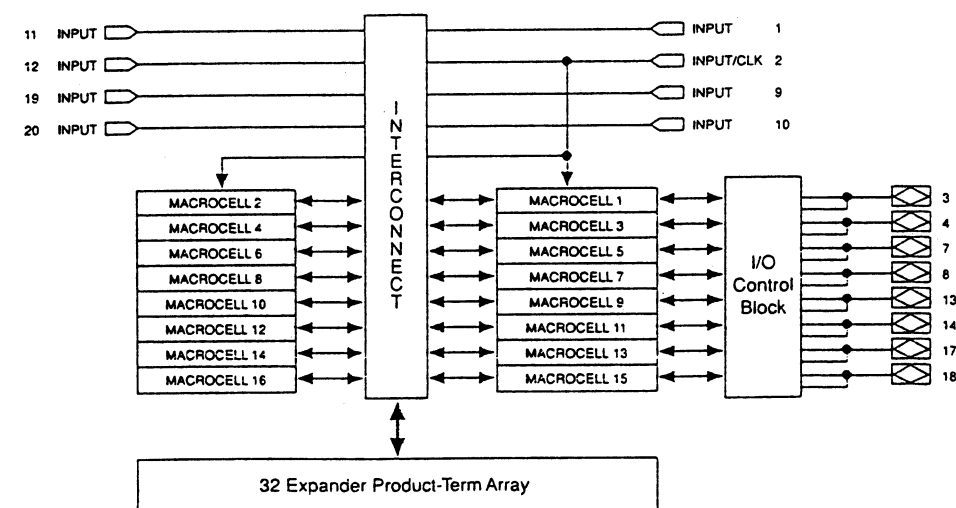 11 INPUT
INPUT 1
12 INPUT
INPUT/CLK 2
19 INPUT
INPUT 9
20 INPUT
INPUT 10
INTERCONNECT
MACROCELL 2
MACROCELL 4
MACROCELL 6
MACROCELL 8
MACROCELL 10
MACROCELL 12
MACROCELL 14
MACROCELL 16
MACROCELL 1
MACROCELL 3
MACROCELL 5
MACROCELL 7
MACROCELL 9
MACROCELL 11
MACROCELL 13
MACROCELL 15
I/O
Control
Block
3
4
7
8
13
14
17
18
32 Expander Product-Term Array